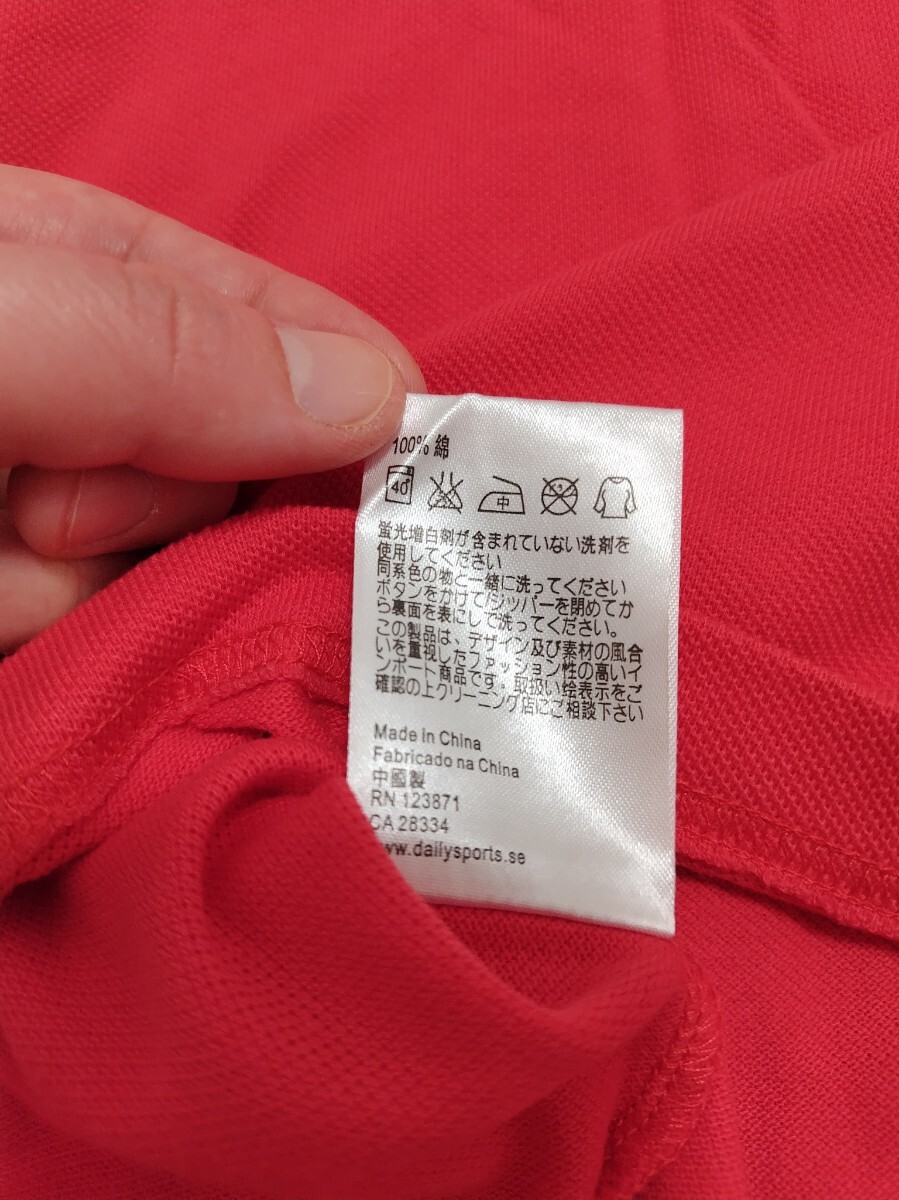 100% 綿
40 中
蛍光増白剤が含まれていない洗剤を
使用してください
同系色の物と一緒に洗ってください
ボタンをかけて/ジッパーを閉めてか
ら裏面を表にして洗ってください。
この製品は、デザイン及び素材の風合
いを重視したファッション性の高いイ
ンポート商品です。取扱い絵表示をご
確認の上クリーニング店にご相談下さい
Made in China
Fabricado na China
中國製
RN 123871
CA 28334
www.dailysports.se